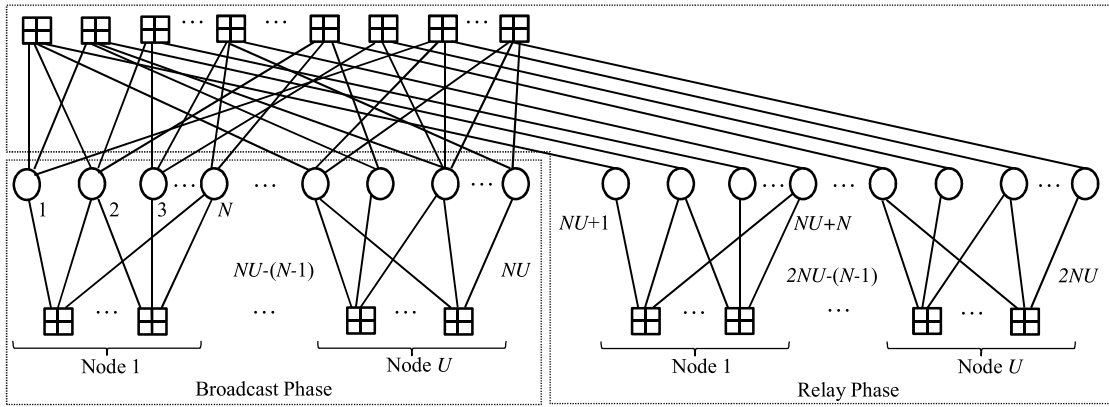 ... ... ...
1 2 3 ... N ... ... ... ... ...
NU+1 NU+N
NU-(N-1) NU 2NU-(N-1) 2NU
... ... ... ... ... ...
Node 1 Node U Node 1 Node U
Broadcast Phase Relay Phase